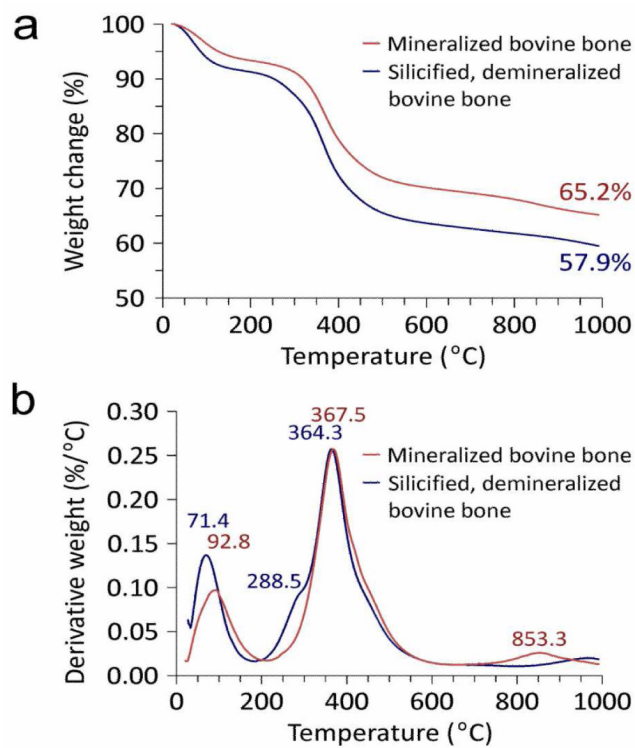 a
Weight change (%)
100
90
80
70
60
50
Mineralized bovine bone
Silicified, demineralized
bovine bone
65.2%
57.9%
0
200
400
600
800
1000
Temperature (°C)
b
Derivative weight (%/°C)
0.30
0.25
0.20
0.15
0.10
0.05
0.00
367.5
364.3
Mineralized bovine bone
Silicified, demineralized
bovine bone
71.4
92.8
288.5
853.3
0
200
400
600
800
1000
Temperature (°C)